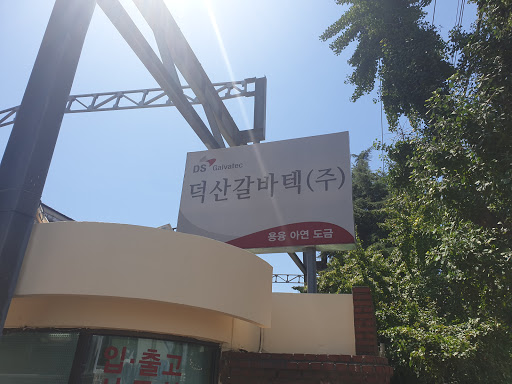 DS Galvatec
덕산갈바텍(주)
용융 아연 도금
입·출고